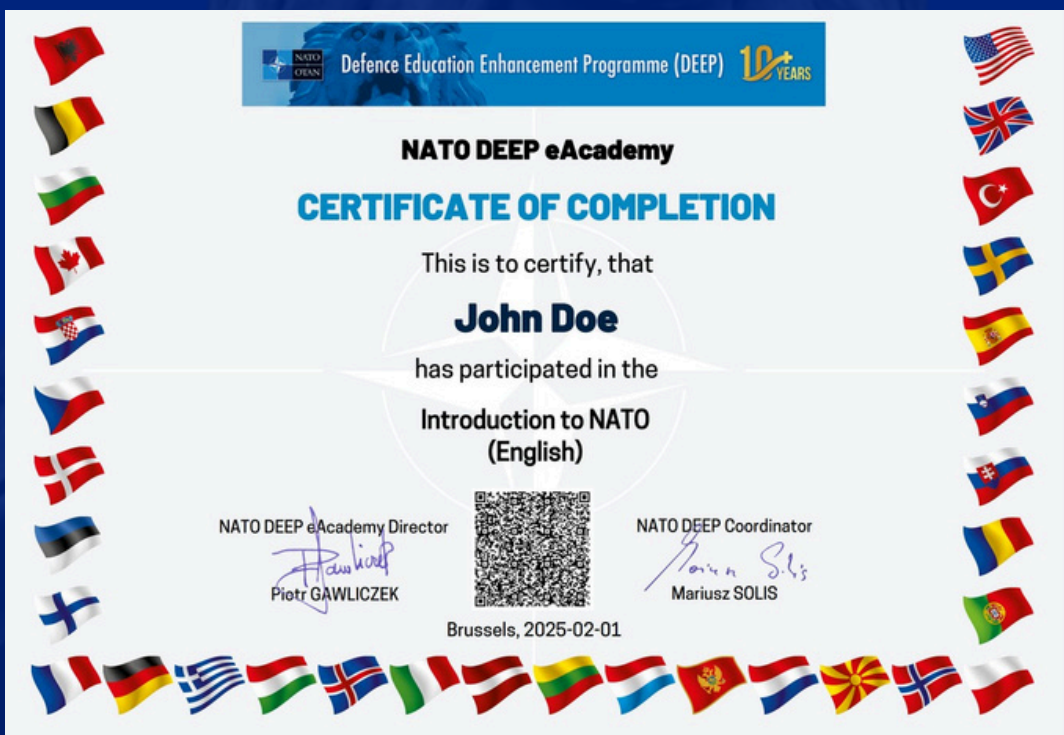 NATO
OTAN
Defence Education Enhancement Programme (DEEP)
10+ YEARS
NATO DEEP eAcademy
CERTIFICATE OF COMPLETION
This is to certify, that
John Doe
has participated in the
Introduction to NATO
(English)
NATO DEEP eAcademy Director
Piotr GAWLICZEK
NATO DEEP Coordinator
Mariusz SOLIS
Brussels, 2025-02-01